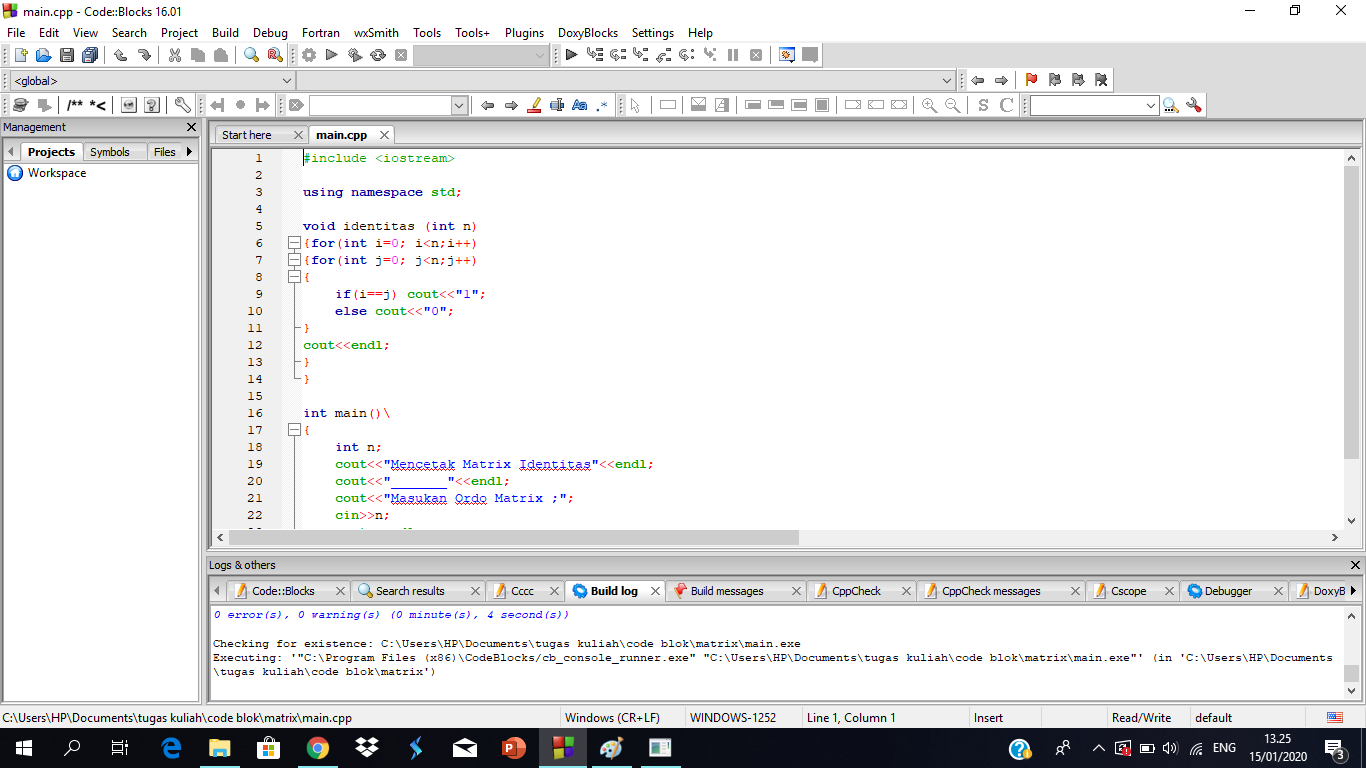 main.cpp - Code::Blocks 16.01
File Edit View Search Project Build Debug Fortran wxSmith Tools Tools+ Plugins DoxyBlocks Settings Help
<global>
/** *<
Aa .*
S C
Management
Projects Symbols Files
Workspace
Start here main.cpp
1 #include <iostream>
2
3 using namespace std;
4
5 void identitas (int n)
6 {for(int i=0; i<n;i++)
7 {for(int j=0; j<n;j++)
8 {
9 if(i==j) cout<<"1";
10 else cout<<"0";
11 }
12 cout<<endl;
13 }
14 }
15
16 int main()\
17 {
18 int n;
19 cout<<"Mencetak Matrix Identitas"<<endl;
20 cout<<"_______"<<endl;
21 cout<<"Masukan Ordo Matrix ;";
22 cin>>n;
Logs & others
Code::Blocks Search results Cccc Build log Build messages CppCheck CppCheck messages Cscope Debugger DoxyB
0 error(s), 0 warning(s) (0 minute(s), 4 second(s))
Checking for existence: C:\Users\HP\Documents\tugas kuliah\code blok\matrix\main.exe
Executing: '"C:\Program Files (x86)\CodeBlocks/cb_console_runner.exe" "C:\Users\HP\Documents\tugas kuliah\code blok\matrix\main.exe"' (in 'C:\Users\HP\Documents
\tugas kuliah\code blok\matrix')
C:\Users\HP\Documents\tugas kuliah\code blok\matrix\main.cpp Windows (CR+LF) WINDOWS-1252 Line 1, Column 1 Insert Read/Write default
ENG
13.25
15/01/2020
3